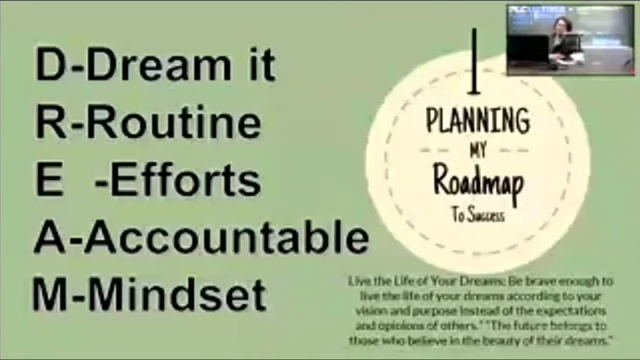 D-Dream it
R-Routine
E -Efforts
A-Accountable
M-Mindset
PLANNING
MY
Roadmap
To Success
Live the Life of Your Dreams: Be brave enough to
live the life of your dreams according to your
vision and purpose instead of the expectations
and opinions of others." "The future belongs to
those who believe in the beauty of their dreams."